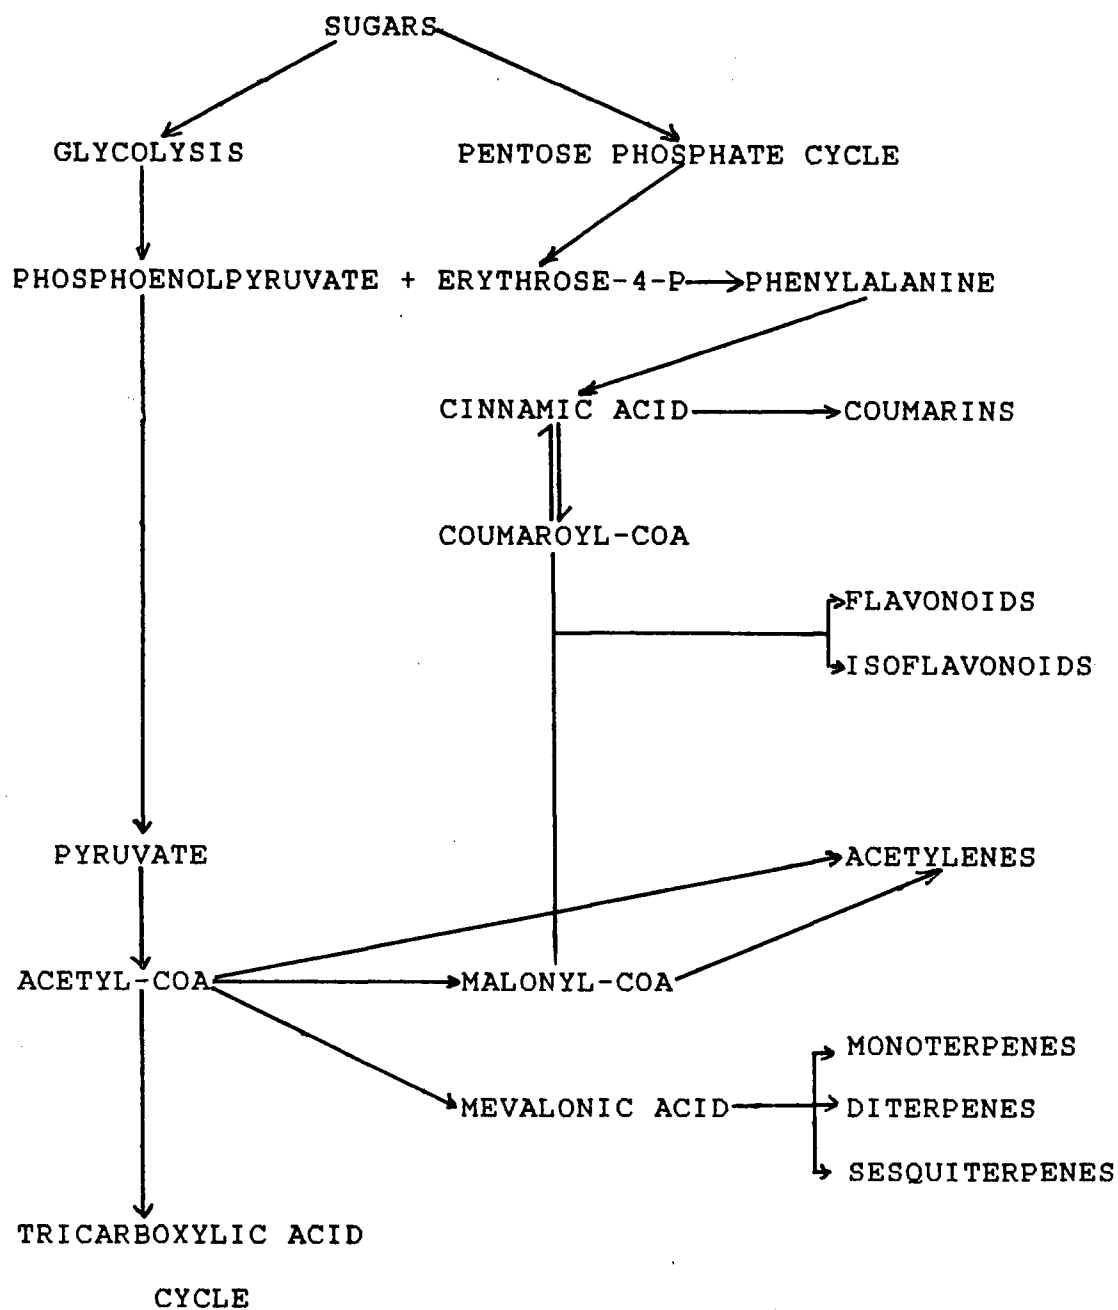 SUGARS
GLYCOLYSIS PENTOSE PHOSPHATE CYCLE
PHOSPHOENOLPYRUVATE + ERYTHROSE-4-P PHENYLALANINE
CINNAMIC ACID COUMARINS
COUMAROYL-COA
FLAVONOIDS
ISOFLAVONOIDS
PYRUVATE ACETYLENES
ACETYL-COA MALONYL-COA
MONOTERPENES
MEVALONIC ACID DITERPENES
SESQUITERPENES
TRICARBOXYLIC ACID
CYCLE